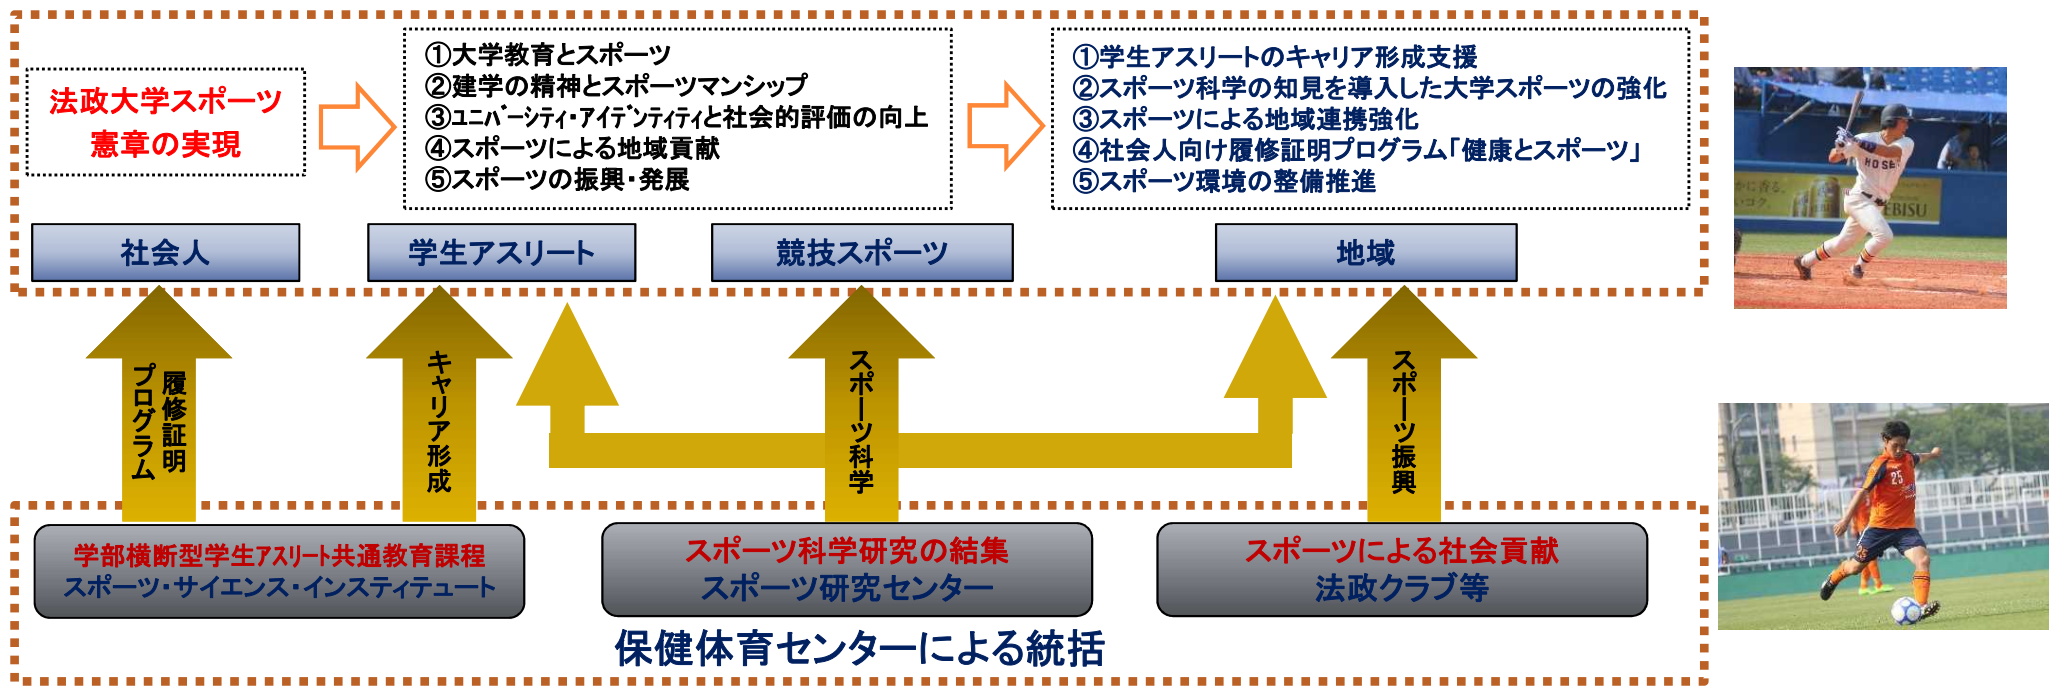 法政大学スポーツ
憲章の実現
①大学教育とスポーツ
②建学の精神とスポーツマンシップ
③ユニバーシティ・アイデンティティと社会的評価の向上
④スポーツによる地域貢献
⑤スポーツの振興・発展
①学生アスリートのキャリア形成支援
②スポーツ科学の知見を導入した大学スポーツの強化
③スポーツによる地域連携強化
④社会人向け履修証明プログラム「健康とスポーツ」
⑤スポーツ環境の整備推進
社会人
学生アスリート
競技スポーツ
地域
履修証明
プログラム
キャリア形成
スポーツ科学
スポーツ振興
学部横断型学生アスリート共通教育課程
スポーツ・サイエンス・インスティテュート
スポーツ科学研究の結集
スポーツ研究センター
スポーツによる社会貢献
法政クラブ等
保健体育センターによる統括
HOSE
EBISU
25
25